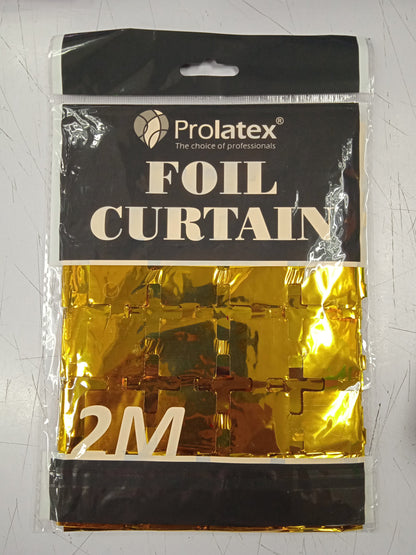 Prolatex®
The choice of professionals
FOIL
CURTAIN
2M